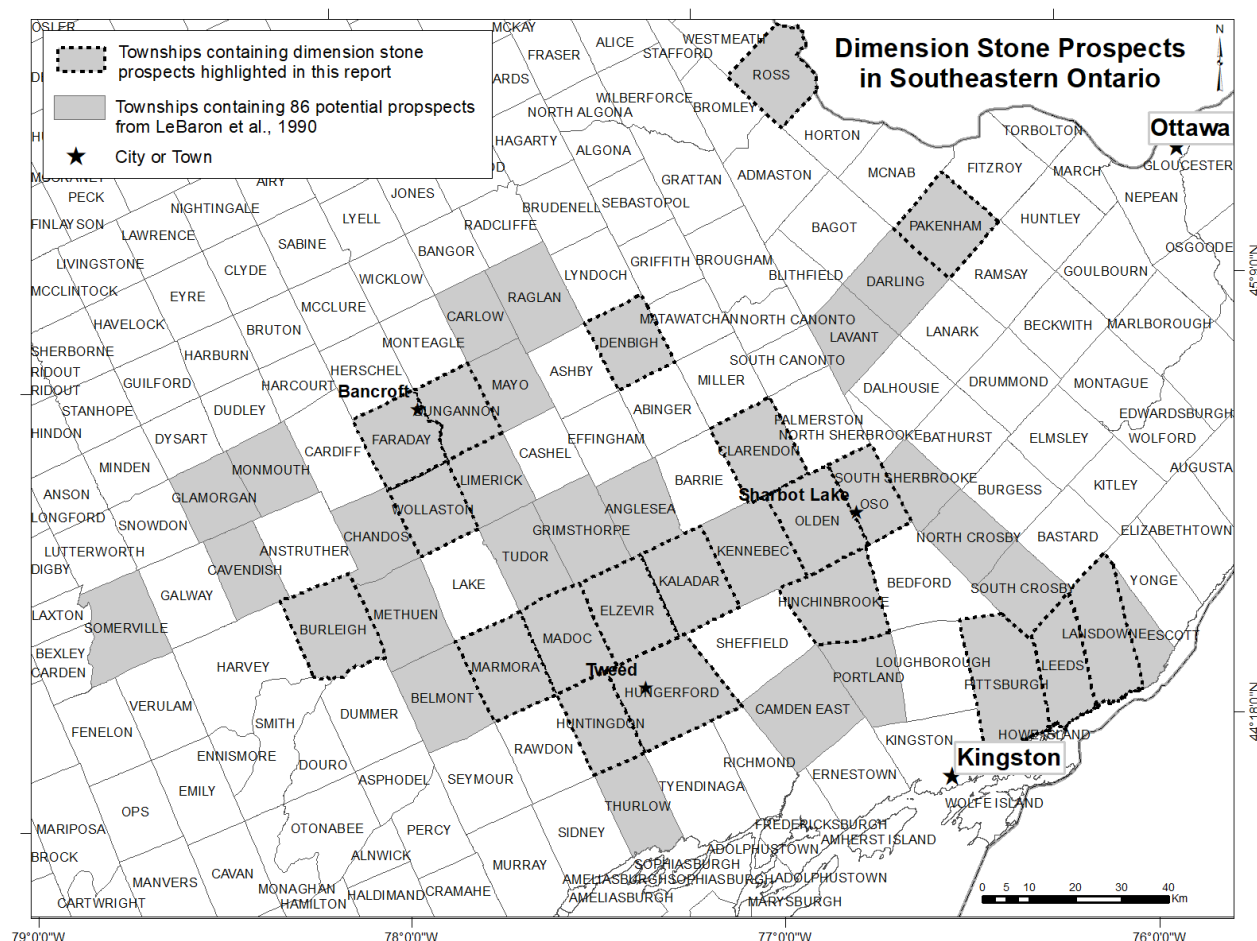 Dimension Stone Prospects
in Southeastern Ontario
N
Townships containing dimension stone
prospects highlighted in this report
Townships containing 86 potential propspects
from LeBaron et al., 1990
City or Town
OSLER
MCKAY
FRASER
ALICE
STAFFORD
WESTMEATH
ROSS
WILBERFORCE
BROMLEY
NORTH ALGONA
HAGARTY
ALGONA
HORTON
TORBOLTON
Ottawa
GLOUCESTER
AIRY
JONES
GRATTAN
ADMASTON
MCNAB
FITZROY
MARCH
NEPEAN
PECK
NIGHTINGALE
LYELL
RADCLIFFE
BRUDENELL
SEBASTOPOL
BAGOT
PAKENHAM
HUNTLEY
OSGOODE
FINLAYSON
LAWRENCE
SABINE
BANGOR
LIVINGSTONE
CLYDE
WICKLOW
LYNDOCH
GRIFFITH
BROUGHAM
BLITHFIELD
DARLING
RAMSAY
GOULBOURN
45°9'0"N
MCCLINTOCK
EYRE
MCCLURE
RAGLAN
CARLOW
HAVELOCK
BRUTON
MATAWATCHAN
NORTH CANONTO
LAVANT
LANARK
BECKWITH
MARLBOROUGH
SHERBORNE
HARBURN
MONTEAGLE
DENBIGH
SOUTH CANONTO
RIDOUT
RIDOUT
GUILFORD
HARCOURT
HERSCHEL
Bancroft
MAYO
ASHBY
MILLER
DALHOUSIE
DRUMMOND
MONTAGUE
STANHOPE
DUDLEY
DUNGANNON
ABINGER
PALMERSTON
EDWARDSBURGH
HINDON
DYSART
FARADAY
EFFINGHAM
NORTH SHERBROOKE
BATHURST
ELMSLEY
WOLFORD
MINDEN
MONMOUTH
CARDIFF
CASHEL
CLARENDON
AUGUSTA
ANSON
GLAMORGAN
LIMERICK
BARRIE
SOUTH SHERBROOKE
BURGESS
KITLEY
LONGFORD
SNOWDON
WOLLASTON
ANGLESEA
Sharbot Lake
OSO
OLDEN
LUTTERWORTH
ANSTRUTHER
CHANDOS
GRIMSTHORPE
TUDOR
KENNEBEC
NORTH CROSBY
BASTARD
ELIZABETHTOWN
DIGBY
CAVENDISH
LAKE
KALADAR
BEDFORD
SOUTH CROSBY
YONGE
GALWAY
METHUEN
ELZEVIR
HINCHINBROOKE
LAXTON
SOMERVILLE
BURLEIGH
MADOC
SHEFFIELD
LANSDOWNE
ESCOTT
BEXLEY
CARDEN
HARVEY
MARMORA
Tweed
HUNGERFORD
LOUGHBOROUGH
PORTLAND
LEEDS
PITTSBURGH
VERULAM
BELMONT
CAMDEN EAST
44°18'0"N
FENELON
SMITH
DUMMER
HUNTINGDON
HOWE ISLAND
ENNISMORE
DOURO
RAWDON
RICHMOND
KINGSTON
Kingston
EMILY
ASPHODEL
SEYMOUR
TYENDINAGA
ERNESTOWN
OPS
THURLOW
WOLFE ISLAND
MARIPOSA
OTONABEE
PERCY
SIDNEY
FREDERICKSBURGH
AMHERST ISLAND
BROCK
ALNWICK
ADOLPHUSTOWN
MURRAY
SOPHIASBURGH
CAVAN
MANVERS
MONAGHAN
HALDIMAND
CRAMAHE
AMELIASBURGH
SOPHIASBURGH
ADOLPHUSTOWN
CARTWRIGHT
HAMILTON
AMELIASBURGH
MARYSBURGH
0 5 10 20 30 40
Km
79°0'0"W
78°0'0"W
77°0'0"W
76°0'0"W